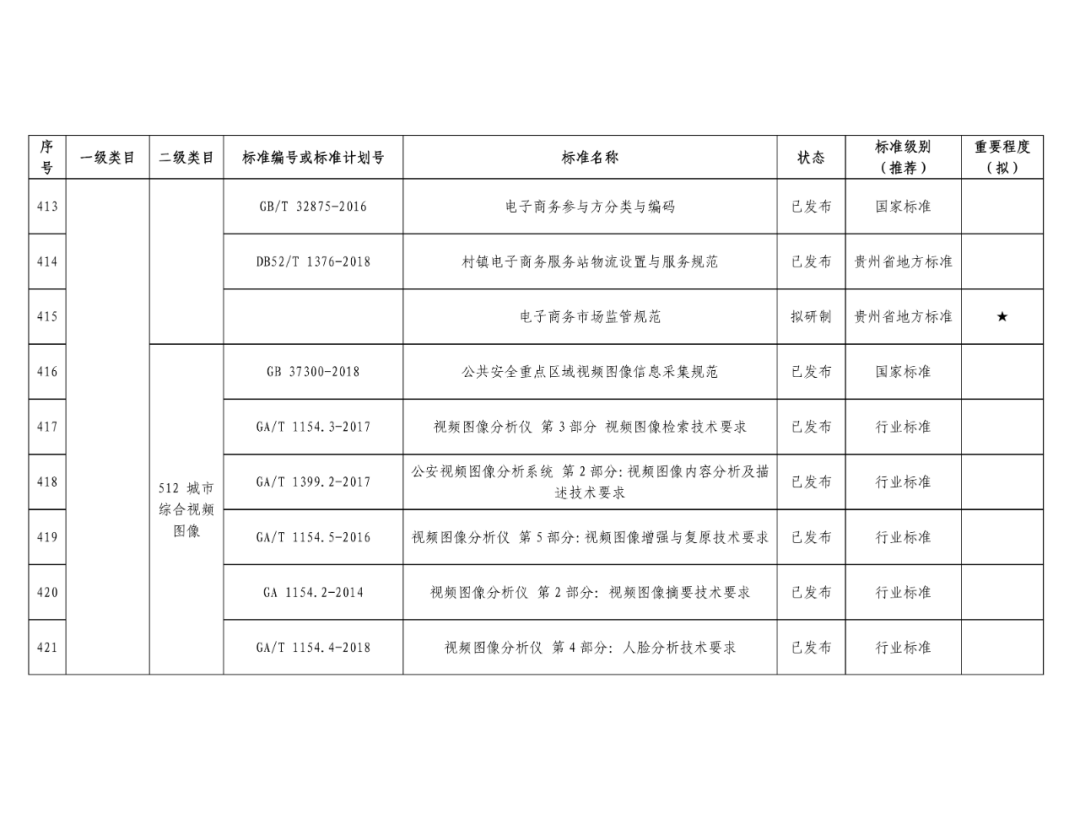 序号 一级类目 二级类目 标准编号或标准计划号 标准名称 状态 标准级别（推荐） 重要程度（拟）
413 GB/T 32875-2016 电子商务参与方分类与编码 已发布 国家标准
414 DB52/T 1376-2018 村镇电子商务服务站物流设置与服务规范 已发布 贵州省地方标准
415 电子商务市场监管规范 拟研制 贵州省地方标准 ★
512 城市
综合视频
图像
416 GB 37300-2018 公共安全重点区域视频图像信息采集规范 已发布 国家标准
417 GA/T 1154.3-2017 视频图像分析仪 第3部分 视频图像检索技术要求 已发布 行业标准
418 GA/T 1399.2-2017 公安视频图像分析系统 第2部分:视频图像内容分析及描述技术要求 已发布 行业标准
419 GA/T 1154.5-2016 视频图像分析仪 第5部分:视频图像增强与复原技术要求 已发布 行业标准
420 GA 1154.2-2014 视频图像分析仪 第2部分: 视频图像摘要技术要求 已发布 行业标准
421 GA/T 1154.4-2018 视频图像分析仪 第4部分: 人脸分析技术要求 已发布 行业标准